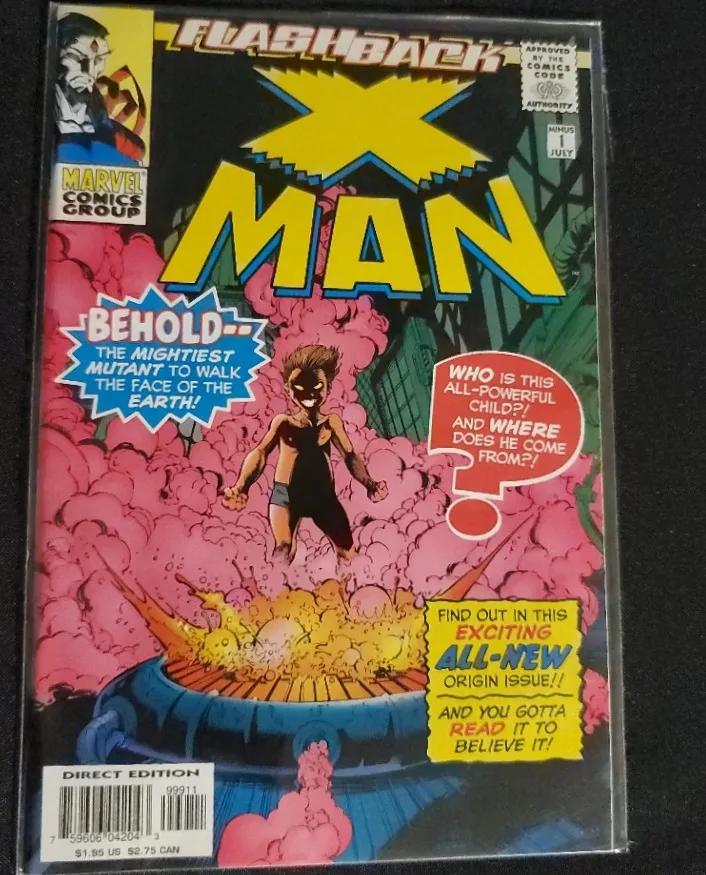 FLASHBACK
APPROVED
BY THE
COMICS
CODE
AUTHORITY
X
MAN
MINUS
1
JULY
MARVEL
COMICS
GROUP
BEHOLD--
THE MIGHTIEST
MUTANT TO WALK
THE FACE OF THE
EARTH!
WHO IS THIS
ALL-POWERFUL
CHILD?!
AND WHERE
DOES HE COME
FROM?!
FIND OUT IN THIS
EXCITING
ALL-NEW
ORIGIN ISSUE!!
AND YOU GOTTA
READ IT TO
BELIEVE IT!
DIRECT EDITION
99911
7 59606 04204 3
$1.95 US $2.75 CAN